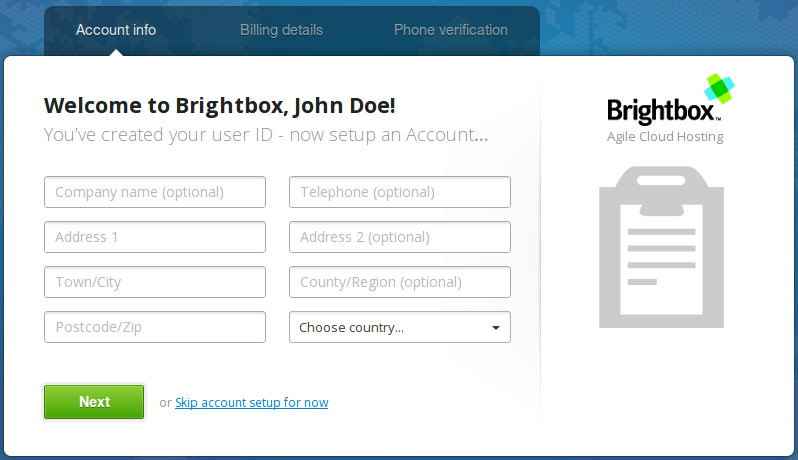 Account info
Billing details
Phone verification
Welcome to Brightbox, John Doe!
You've created your user ID - now setup an Account...
Company name (optional)
Telephone (optional)
Address 1
Address 2 (optional)
Town/City
County/Region (optional)
Postcode/Zip
Choose country...
Next
or Skip account setup for now
Brightbox™
Agile Cloud Hosting